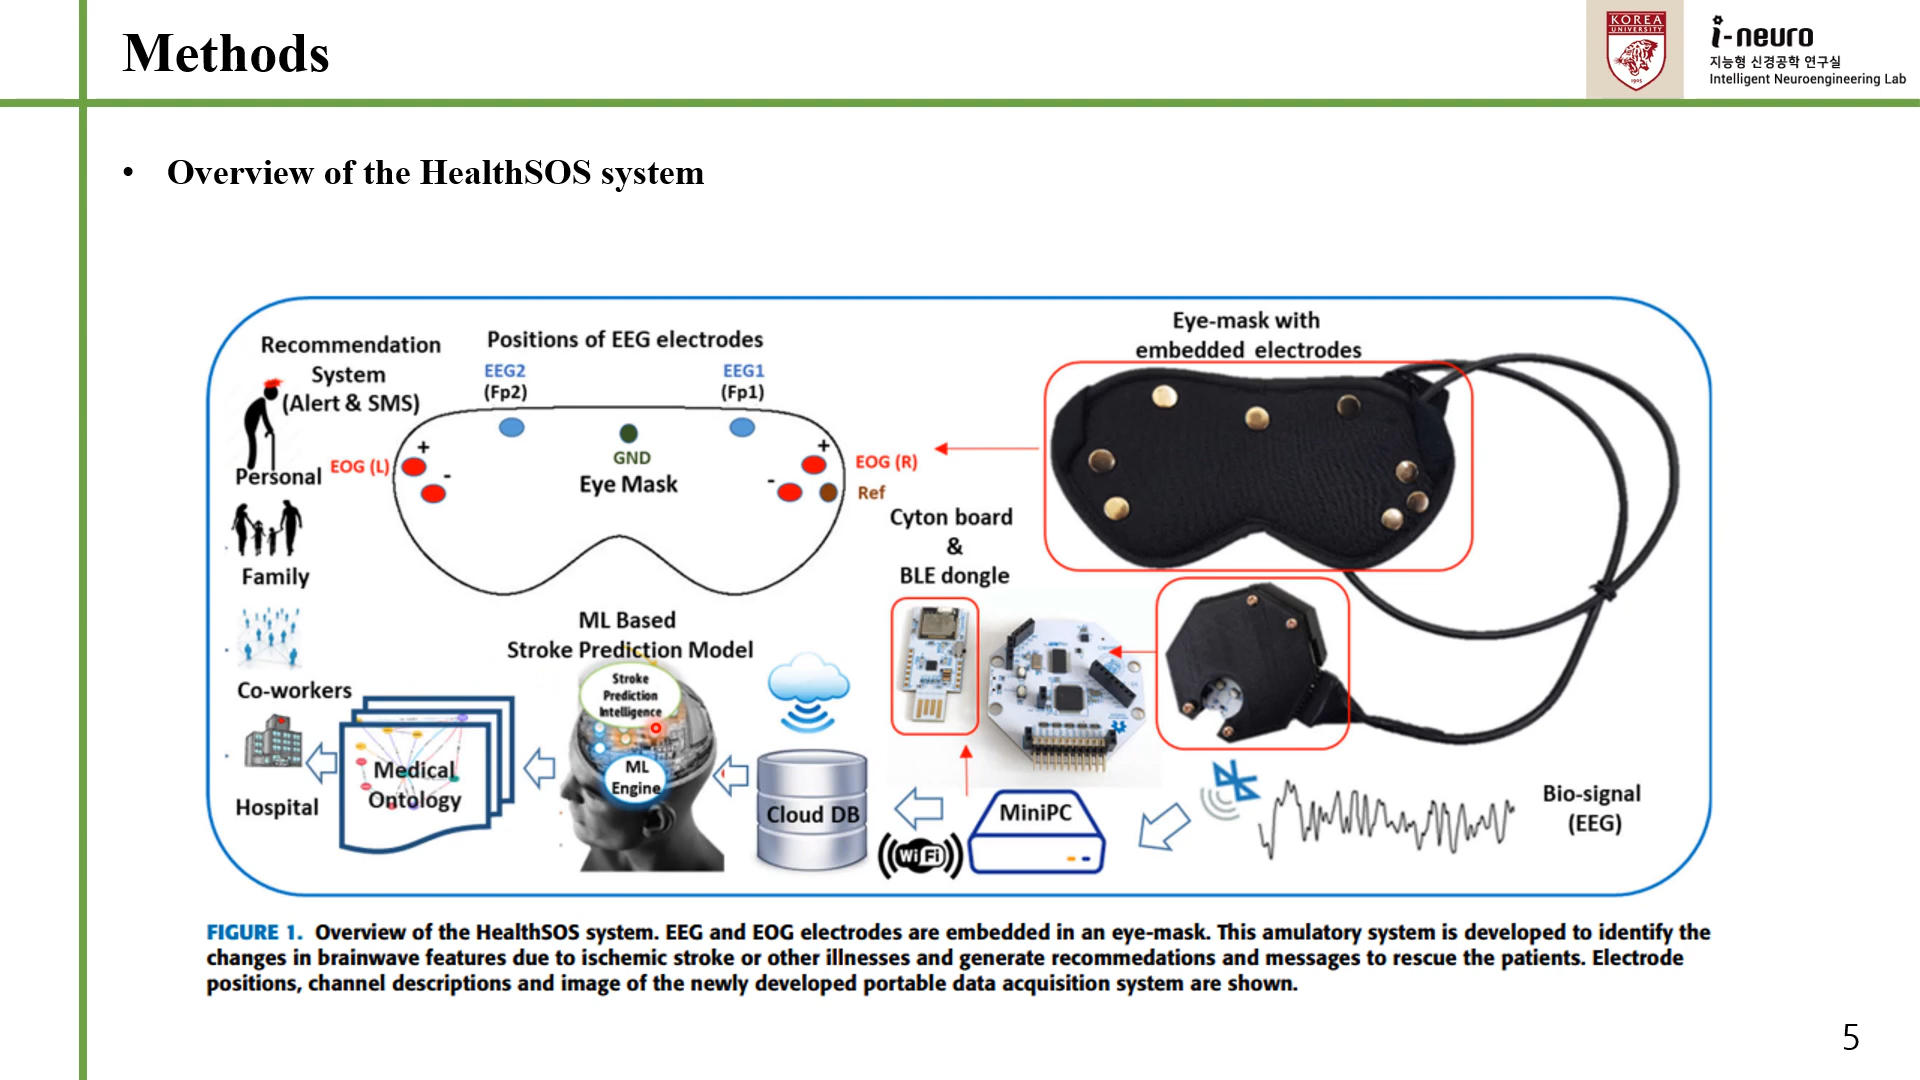 Methods
KOREA
UNIVERSITY
1905
i-neuro
지능형 신경공학 연구실
Intelligent Neuroengineering Lab
• Overview of the HealthSOS system
Recommendation
System
(Alert & SMS)
Personal
Family
Co-workers
Hospital
Positions of EEG electrodes
EEG2
(Fp2)
EEG1
(Fp1)
+
-
EOG (L)
GND
Eye Mask
+
-
EOG (R)
Ref
Eye-mask with
embedded electrodes
Cyton board
&
BLE dongle
ML Based
Stroke Prediction Model
Stroke
Prediction
Intelligence
ML
Engine
Medical
Ontology
Cloud DB
WiFi
MiniPC
Bio-signal
(EEG)
FIGURE 1. Overview of the HealthSOS system. EEG and EOG electrodes are embedded in an eye-mask. This amulatory system is developed to identify the
changes in brainwave features due to ischemic stroke or other illnesses and generate recommedations and messages to rescue the patients. Electrode
positions, channel descriptions and image of the newly developed portable data acquisition system are shown.
5